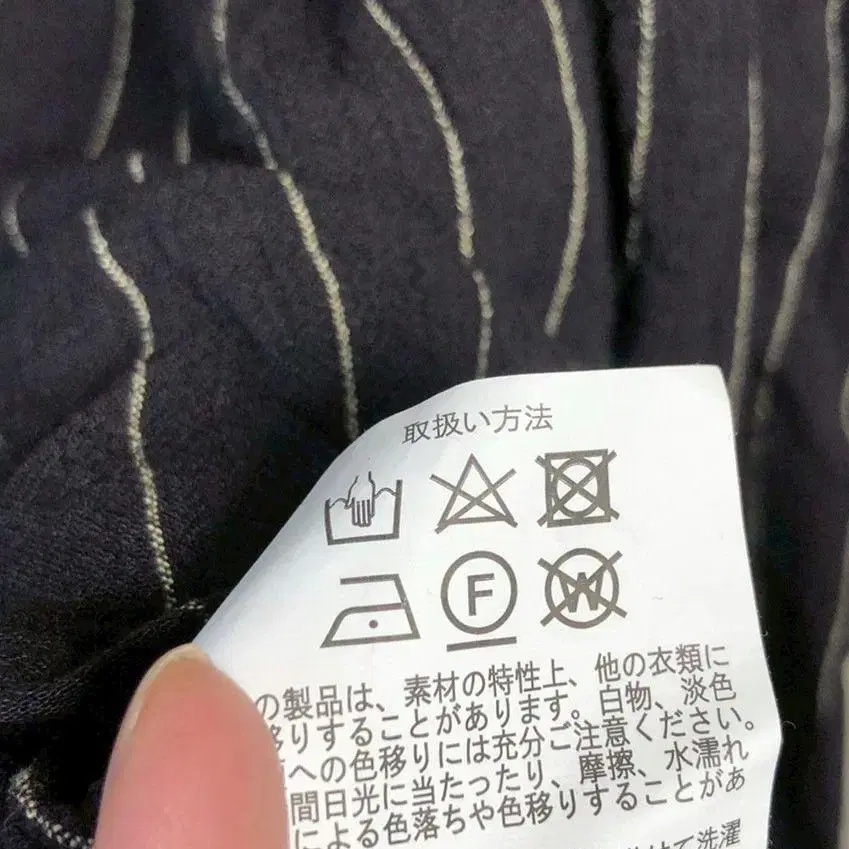 取扱い方法
F
W
の製品は、素材の特性上、他の衣類に
移りすることがあります。白物、淡色
への色移りには充分ご注意ください。
間日光に当たったり、摩擦、水濡れ
による色落ちや色移りすることがあ
けて洗濯